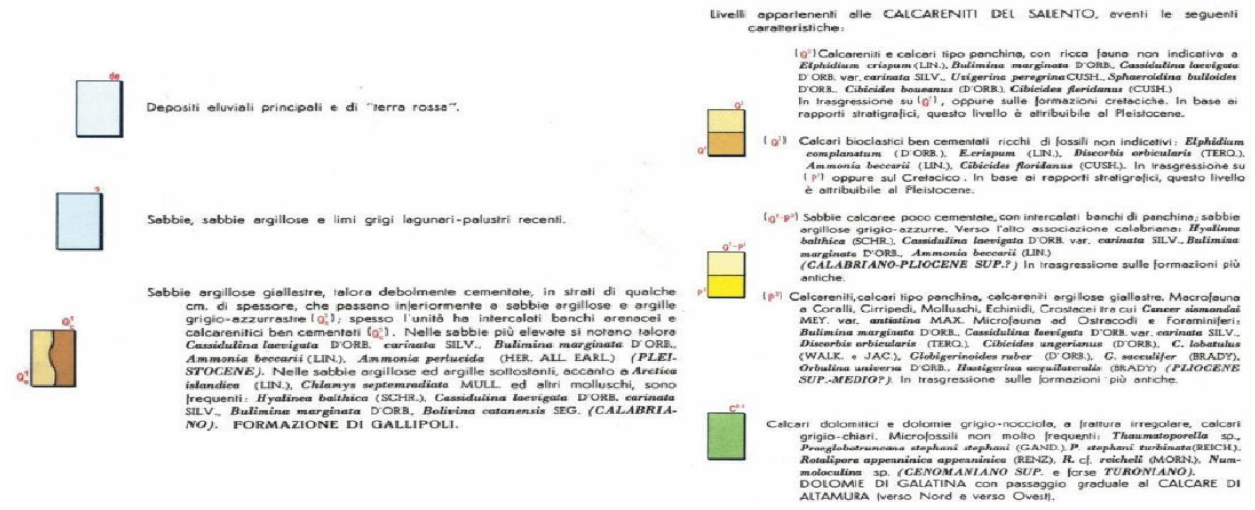 de
Depositi eluviali principali e di "terra rossa".
s
Sabbie, sabbie argillose e limi grigi lagunari-palustri recenti.
Sabbie argillose giallastre, talora debolmente cementate, in strati di qualche
cm. di spessore, che passano inferiormente a sabbie argillose e argille
grigio-azzurrastre ( ); spesso l'unità ha intercalati banchi arenacei e
calcarenitici ben cementati ( ). Nelle sabbie più elevate si notano talora
Cassidulina laevigata D'ORB. carinata SILV., Bulimina marginata D'ORB.,
Ammonia beccarii (LIN.), Ammonia perlucida (HER. ALL. EARL.) (PLEI-
STOCENE). Nelle sabbie argillose ed argille sottostanti, accanto a Arctica
islandica (LIN.), Chlamys septemradiata MULL. ed altri molluschi, sono
frequenti: Hyalinea balthica (SCHR.), Cassidulina laevigata D'ORB. carinata
SILV., Bulimina marginata D'ORB., Bolivina catanensis SEG. (CALABRIA-
NO). FORMAZIONE DI GALLIPOLI.
Livelli appartenenti alle CALCARENITI DEL SALENTO, aventi le seguenti
caratteristiche:
( ) Calcareniti e calcari tipo panchina, con ricca fauna non indicativa a
Elphidium crispum (LIN.), Bulimina marginata D'ORB., Cassidulina laevigata
D'ORB. var. carinata SILV., Uvigerina peregrina CUSH., Sphaeroidina bulloides
D'ORB., Cibicides boueanus (D'ORB.), Cibicides floridanus (CUSH.)
In trasgressione su ( ), oppure sulle formazioni cretaciche. In base ai
rapporti stratigrafici, questo livello è attribuibile al Pleistocene.
( ) Calcari bioclastici ben cementati ricchi di fossili non indicativi: Elphidium
complanatum (D'ORB.), E. crispum (LIN.), Discorbis orbicularis (TERQ.),
Ammonia beccarii (LIN.), Cibicides floridanus (CUSH.). In trasgressione su
( ) oppure sul Cretacico. In base ai rapporti stratigrafici, questo livello
è attribuibile al Pleistocene.
( ) Sabbie calcaree poco cementate, con intercalati banchi di panchina; sabbie
argillose grigio-azzurre. Verso l'alto associazione calabriana: Hyalinea
balthica (SCHR.), Cassidulina laevigata D'ORB. var. carinata SILV., Bulimina
marginata D'ORB., Ammonia beccarii (LIN.)
(CALABRIANO-PLIOCENE SUP.?) In trasgressione sulle formazioni più
antiche.
( ) Calcareniti, calcari tipo panchina, calcareniti argillose giallastre. Macrofauna
a Coralli, Cirripedi, Molluschi, Echinidi, Crostacei tra cui Cancer sismondai
MEY. var. antiatina MAX. Microfauna ad Ostracodi e Foraminiferi:
Bulimina marginata D'ORB., Cassidulina laevigata D'ORB. var. carinata SILV.,
Discorbis orbicularis (TERQ.), Cibicides ungerianus (D'ORB.), C. lobatulus
(WALK. e JAC.), Globigerinoides ruber (D'ORB.), G. sacculifer (BRADY),
Orbulina universa D'ORB., Hastigerina aequilateralis (BRADY) (PLIOCENE
SUP.-MEDIO?). In trasgressione sulle formazioni più antiche.
Calcari dolomitici e dolomie grigio-nocciola, a frattura irregolare, calcari
grigio-chiari. Microfossili non molto frequenti: Thaumatoporella sp.,
Praeglobotruncana stephani stephani (GAND.), P. stephani turbinata (REICH.),
Rotalipora appenninica appenninica (RENZ), R. cf. reicheli (MORN.), Num-
moloculina sp. (CENOMANIANO SUP. e forse TURONIANO).
DOLOMIE DI GALATINA con passaggio graduale al CALCARE DI
ALTAMURA (verso Nord e verso Ovest).